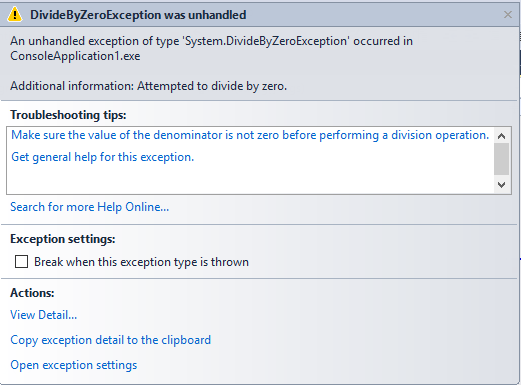 DivideByZeroException was unhandled
An unhandled exception of type 'System.DivideByZeroException' occurred in
ConsoleApplication1.exe
Additional information: Attempted to divide by zero.
Troubleshooting tips:
Make sure the value of the denominator is not zero before performing a division operation.
Get general help for this exception.
Search for more Help Online...
Exception settings:
Break when this exception type is thrown
Actions:
View Detail...
Copy exception detail to the clipboard
Open exception settings